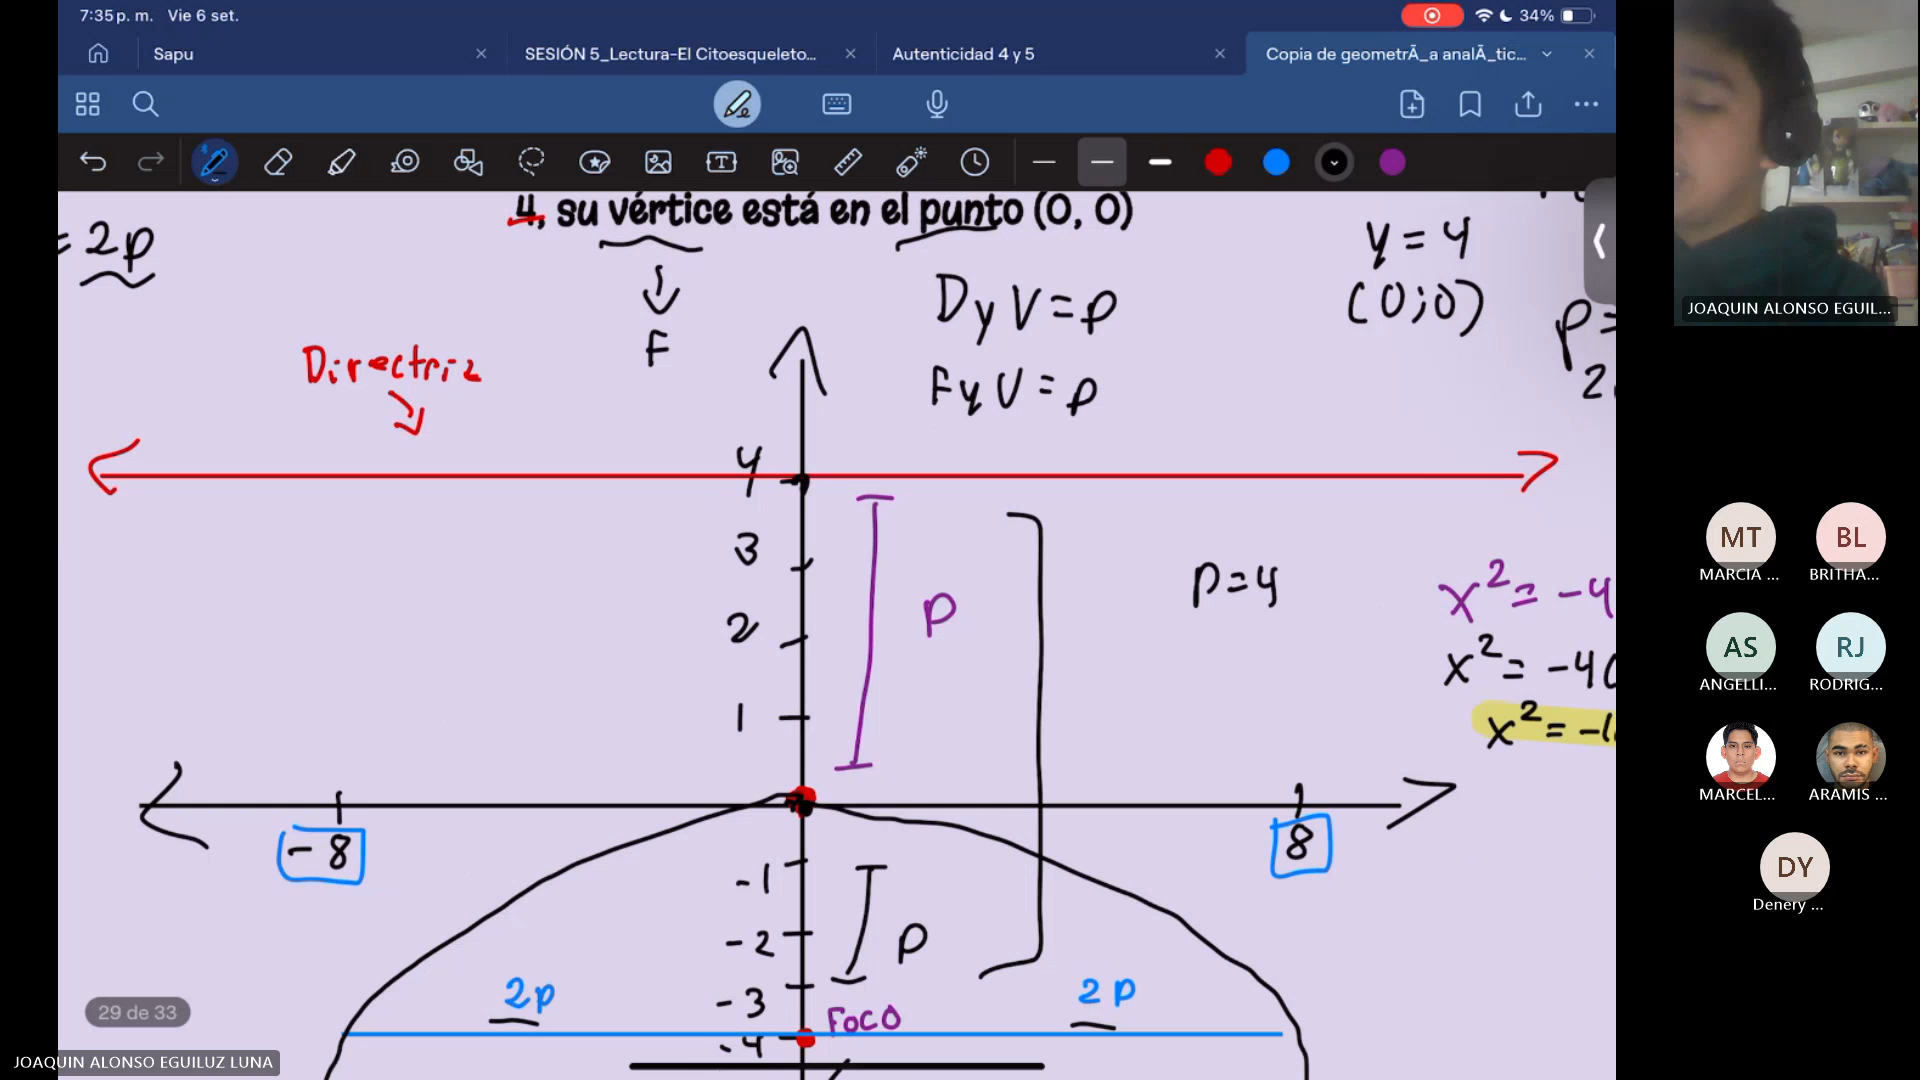 7:35 p. m. Vie 6 set.
34%
Sapu
SESIÓN 5_Lectura-El Citoesqueleto...
Autenticidad 4 y 5
Copia de geometrÃ_a analÃ_tic...
4, su vértice está en el punto (0, 0)
= 2p
F
D y V = p
F y V = p
y = 4
(0;0)
p =
2
Directriz
4
3
2
1
p
p = 4
x² = -4
x² = -4(
x² = -1
-8
8
-1
-2
-3
-4
p
2p
2p
Foco
29 de 33
JOAQUIN ALONSO EGUILUZ LUNA
JOAQUIN ALONSO EGUIL...
MT
MARCIA ...
BL
BRITHA...
AS
ANGELLI...
RJ
RODRIG...
MARCEL...
ARAMIS ...
DY
Denery ...